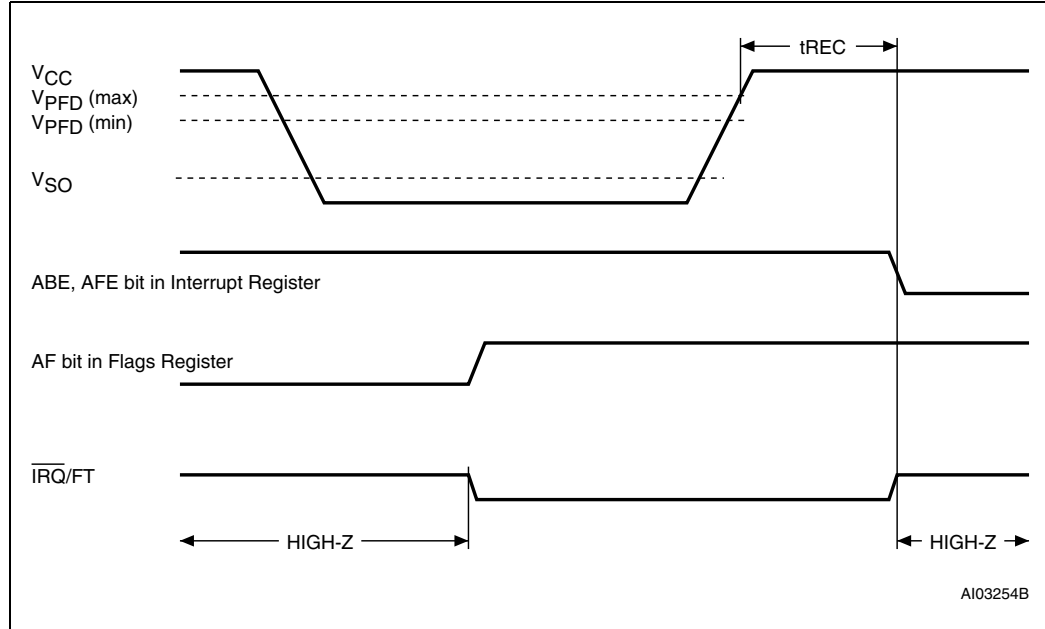 tREC
VCC
VPFD (max)
VPFD (min)
VSO
ABE, AFE bit in Interrupt Register
AF bit in Flags Register
IRQ/FT
HIGH-Z
HIGH-Z
AI03254B